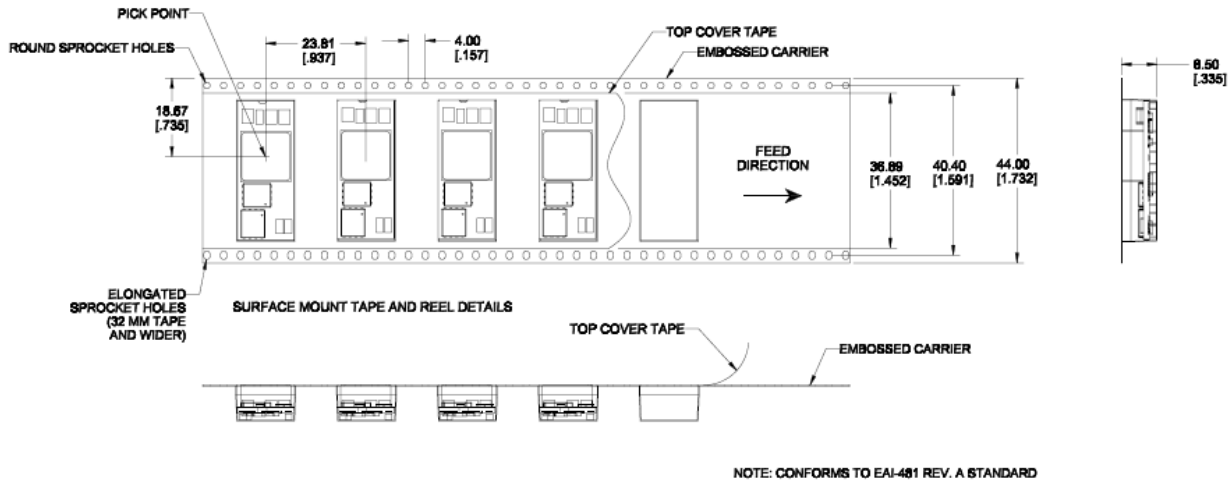 PICK POINT
ROUND SPROCKET HOLES
23.81
[.937]
4.00
[.157]
TOP COVER TAPE
EMBOSSED CARRIER
8.50
[.335]
18.67
[.735]
FEED
DIRECTION
36.89
[1.452]
40.40
[1.591]
44.00
[1.732]
ELONGATED
SPROCKET HOLES
(32 MM TAPE
AND WIDER)
SURFACE MOUNT TAPE AND REEL DETAILS
TOP COVER TAPE
EMBOSSED CARRIER
NOTE: CONFORMS TO EAI-481 REV. A STANDARD